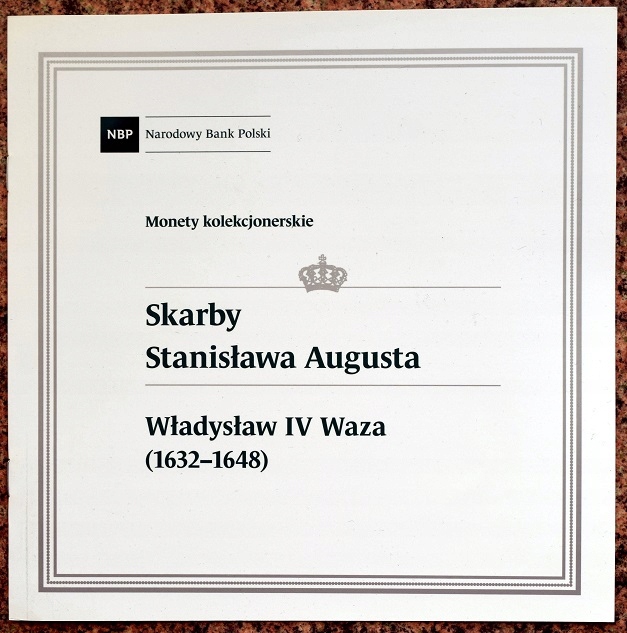 NBP
Narodowy Bank Polski
Monety kolekcjonerskie
Skarby
Stanisława Augusta
Władysław IV Waza
(1632–1648)